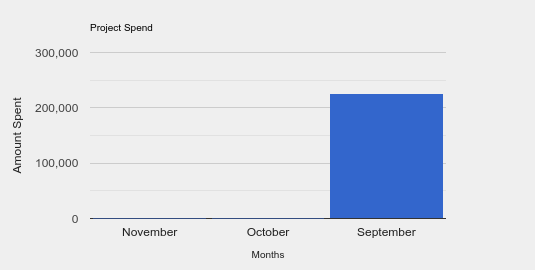 Project Spend
300,000
200,000
100,000
0
Amount Spent
November October September
Months